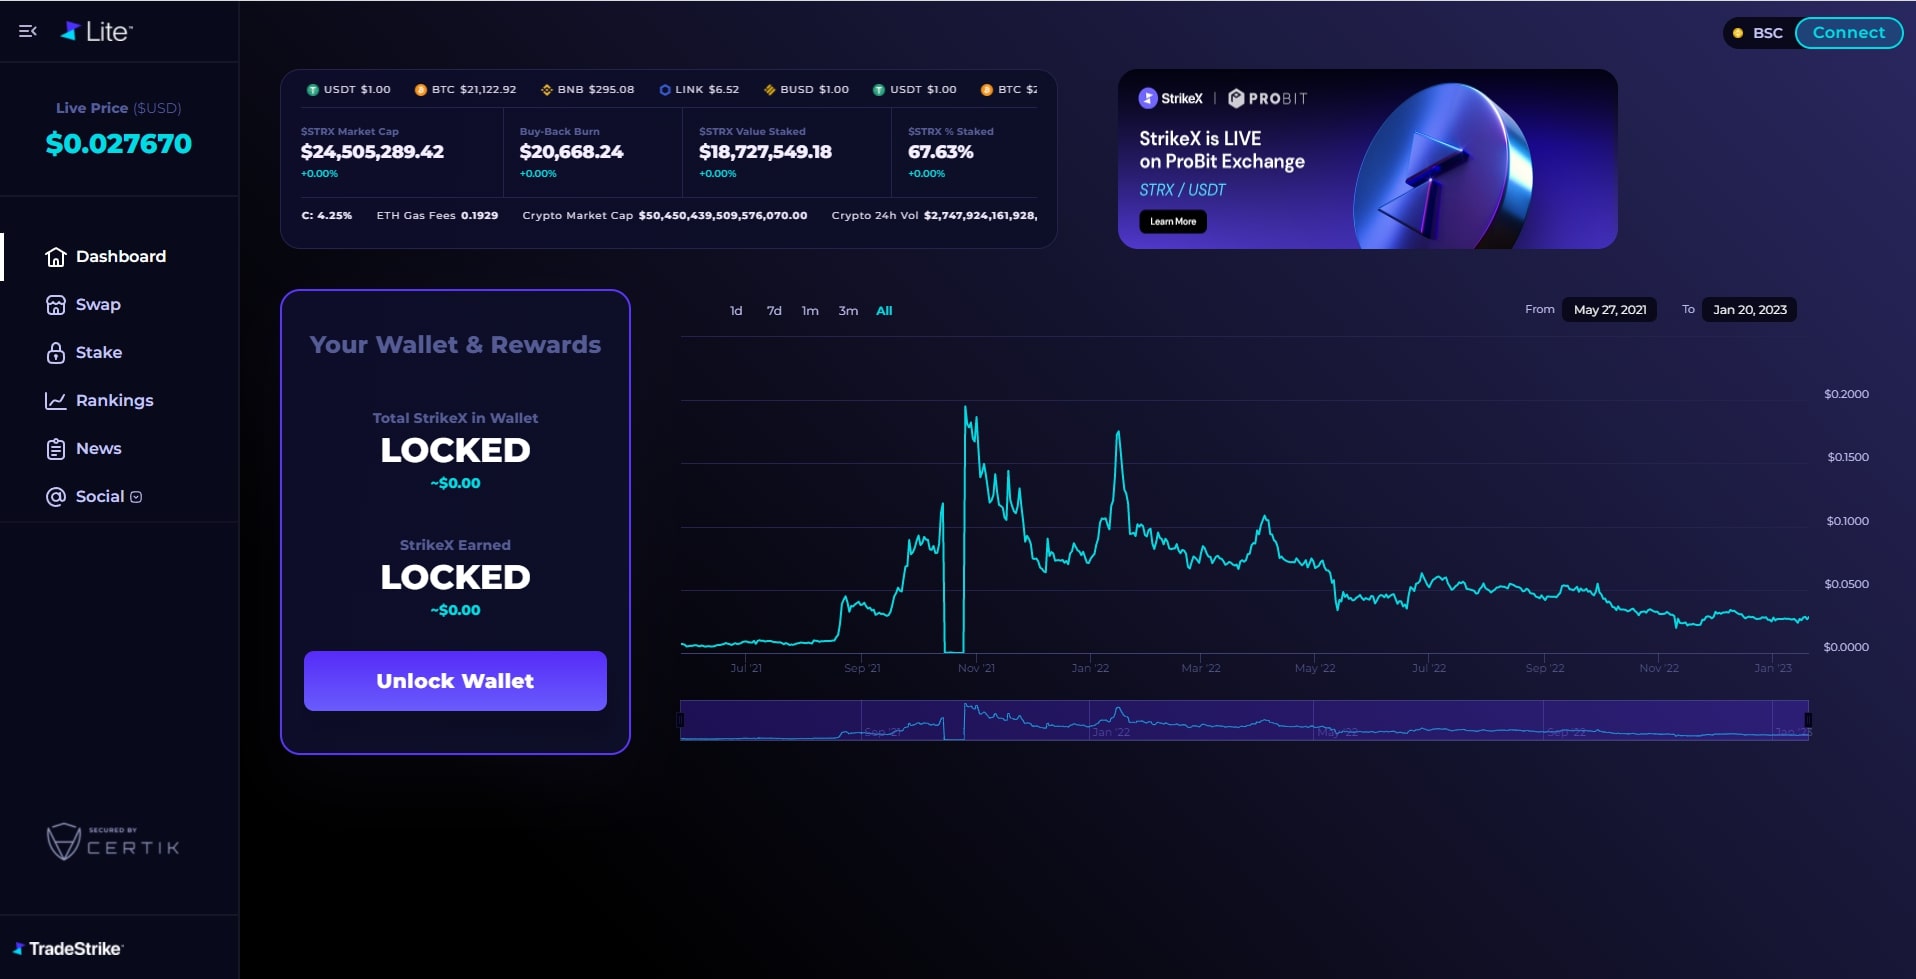 Lite™
Live Price ($USD)
$0.027670
Dashboard
Swap
Stake
Rankings
News
Social
SECURED BY
CERTIK
TradeStrike
BSC
Connect
USDT $1.00 BTC $21,122.92 BNB $295.08 LINK $6.52 BUSD $1.00 USDT $1.00 BTC
$STRX Market Cap
$24,505,289.42
+0.00%
Buy-Back Burn
$20,668.24
+0.00%
$STRX Value Staked
$18,727,549.18
+0.00%
$STRX % Staked
67.63%
+0.00%
C: 4.25% ETH Gas Fees 0.1929 Crypto Market Cap $50,450,439,509,576,070.00 Crypto 24h Vol $2,747,924,161,928,
StrikeX | PROBIT
StrikeX is LIVE
on ProBit Exchange
STRX / USDT
Learn More
Your Wallet & Rewards
Total StrikeX in Wallet
LOCKED
~$0.00
StrikeX Earned
LOCKED
~$0.00
Unlock Wallet
1d 7d 1m 3m All
From May 27, 2021 To Jan 20, 2023
$0.2000
$0.1500
$0.1000
$0.0500
$0.0000
Jul '21 Sep '21 Nov '21 Jan '22 Mar '22 May '22 Jul '22 Sep '22 Nov '22 Jan '23
Sep '21 Jan '22 May '22 Sep '22 Jan '23